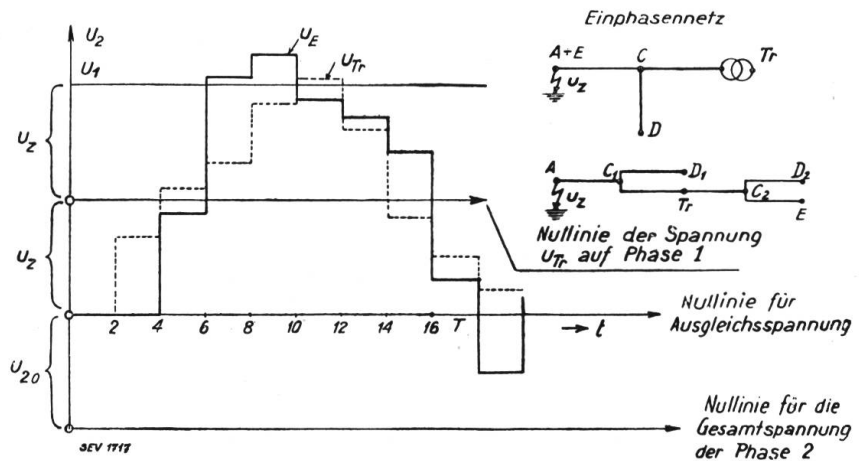 Einphasennetz
U2
UE
UTr
U1
A+E
C
Tr
UZ
D
UZ
A
C1
D1
D2
Tr
C2
E
UZ
Nullinie der Spannung
UTr auf Phase 1
UZ
2 4 6 8 10 12 14 16 T
t
Nullinie für
Ausgleichsspannung
U20
Nullinie für die
Gesamtspannung
der Phase 2
SEV 1717